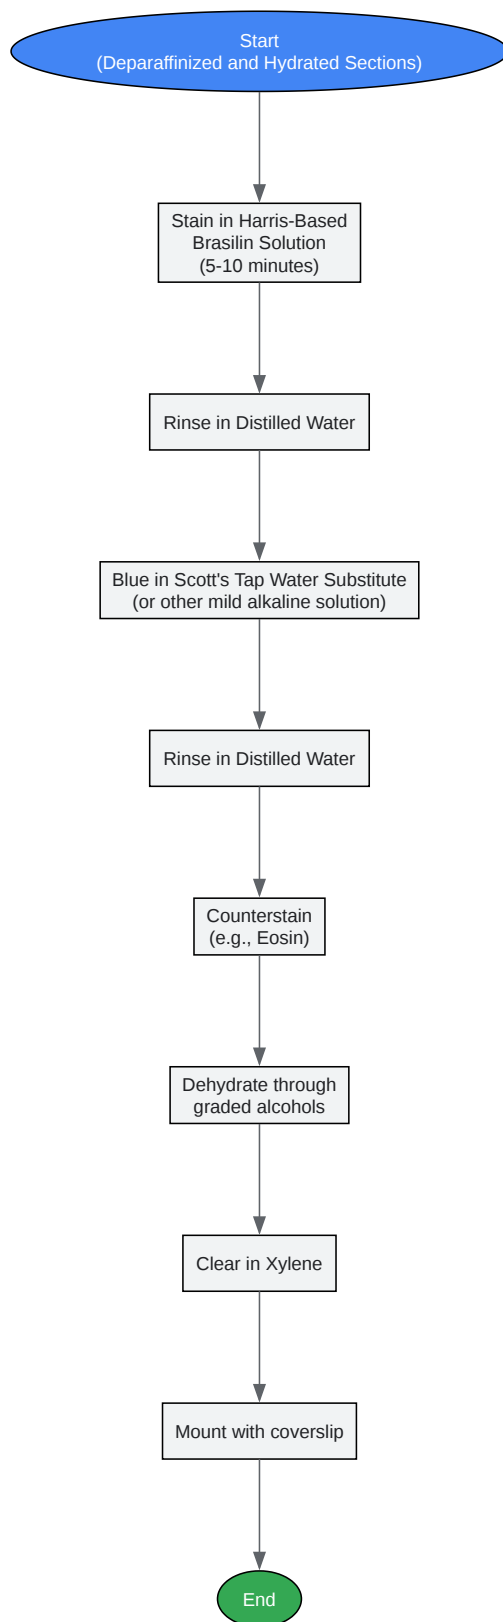 Start
(Deparaffinized and Hydrated Sections)
Stain in Harris-Based
Brasilin Solution
(5-10 minutes)
Rinse in Distilled Water
Blue in Scott's Tap Water Substitute
(or other mild alkaline solution)
Rinse in Distilled Water
Counterstain
(e.g., Eosin)
Dehydrate through
graded alcohols
Clear in Xylene
Mount with coverslip
End